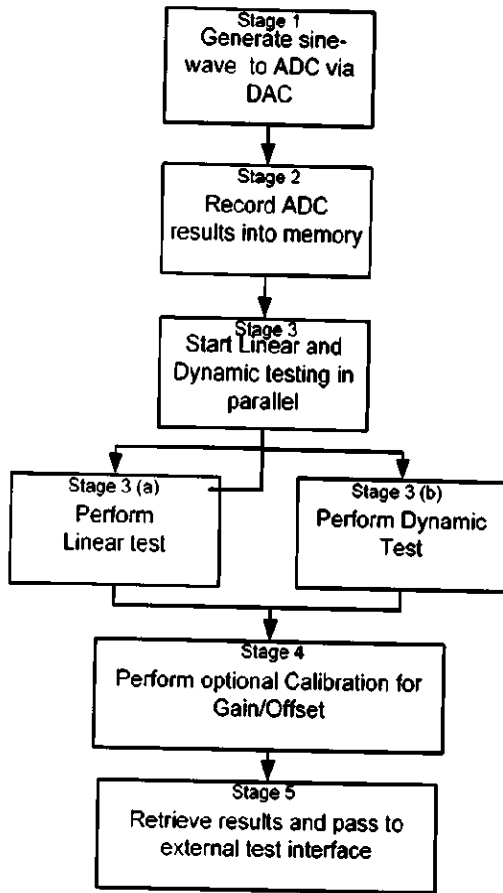 Stage 1
Generate sine-
wave to ADC via
DAC
Stage 2
Record ADC
results into memory
Stage 3
Start Linear and
Dynamic testing in
parallel
Stage 3 (a)
Perform
Linear test
Stage 3 (b)
Perform Dynamic
Test
Stage 4
Perform optional Calibration for
Gain/Offset
Stage 5
Retrieve results and pass to
external test interface